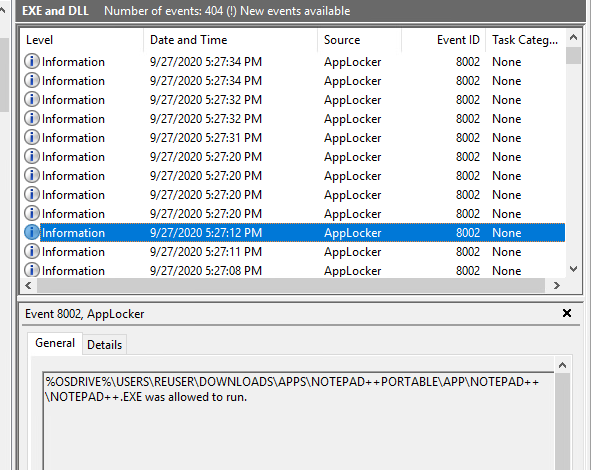 EXE and DLL Number of events: 404 (!) New events available
Level Date and Time Source Event ID Task Categ...
Information 9/27/2020 5:27:34 PM AppLocker 8002 None
Information 9/27/2020 5:27:34 PM AppLocker 8002 None
Information 9/27/2020 5:27:32 PM AppLocker 8002 None
Information 9/27/2020 5:27:32 PM AppLocker 8002 None
Information 9/27/2020 5:27:31 PM AppLocker 8002 None
Information 9/27/2020 5:27:20 PM AppLocker 8002 None
Information 9/27/2020 5:27:20 PM AppLocker 8002 None
Information 9/27/2020 5:27:20 PM AppLocker 8002 None
Information 9/27/2020 5:27:20 PM AppLocker 8002 None
Information 9/27/2020 5:27:12 PM AppLocker 8002 None
Information 9/27/2020 5:27:11 PM AppLocker 8002 None
Information 9/27/2020 5:27:08 PM AppLocker 8002 None
Event 8002, AppLocker
General Details
%OSDRIVE%\USERS\REUSER\DOWNLOADS\APPS\NOTEPAD++PORTABLE\APP\NOTEPAD++
\NOTEPAD++.EXE was allowed to run.